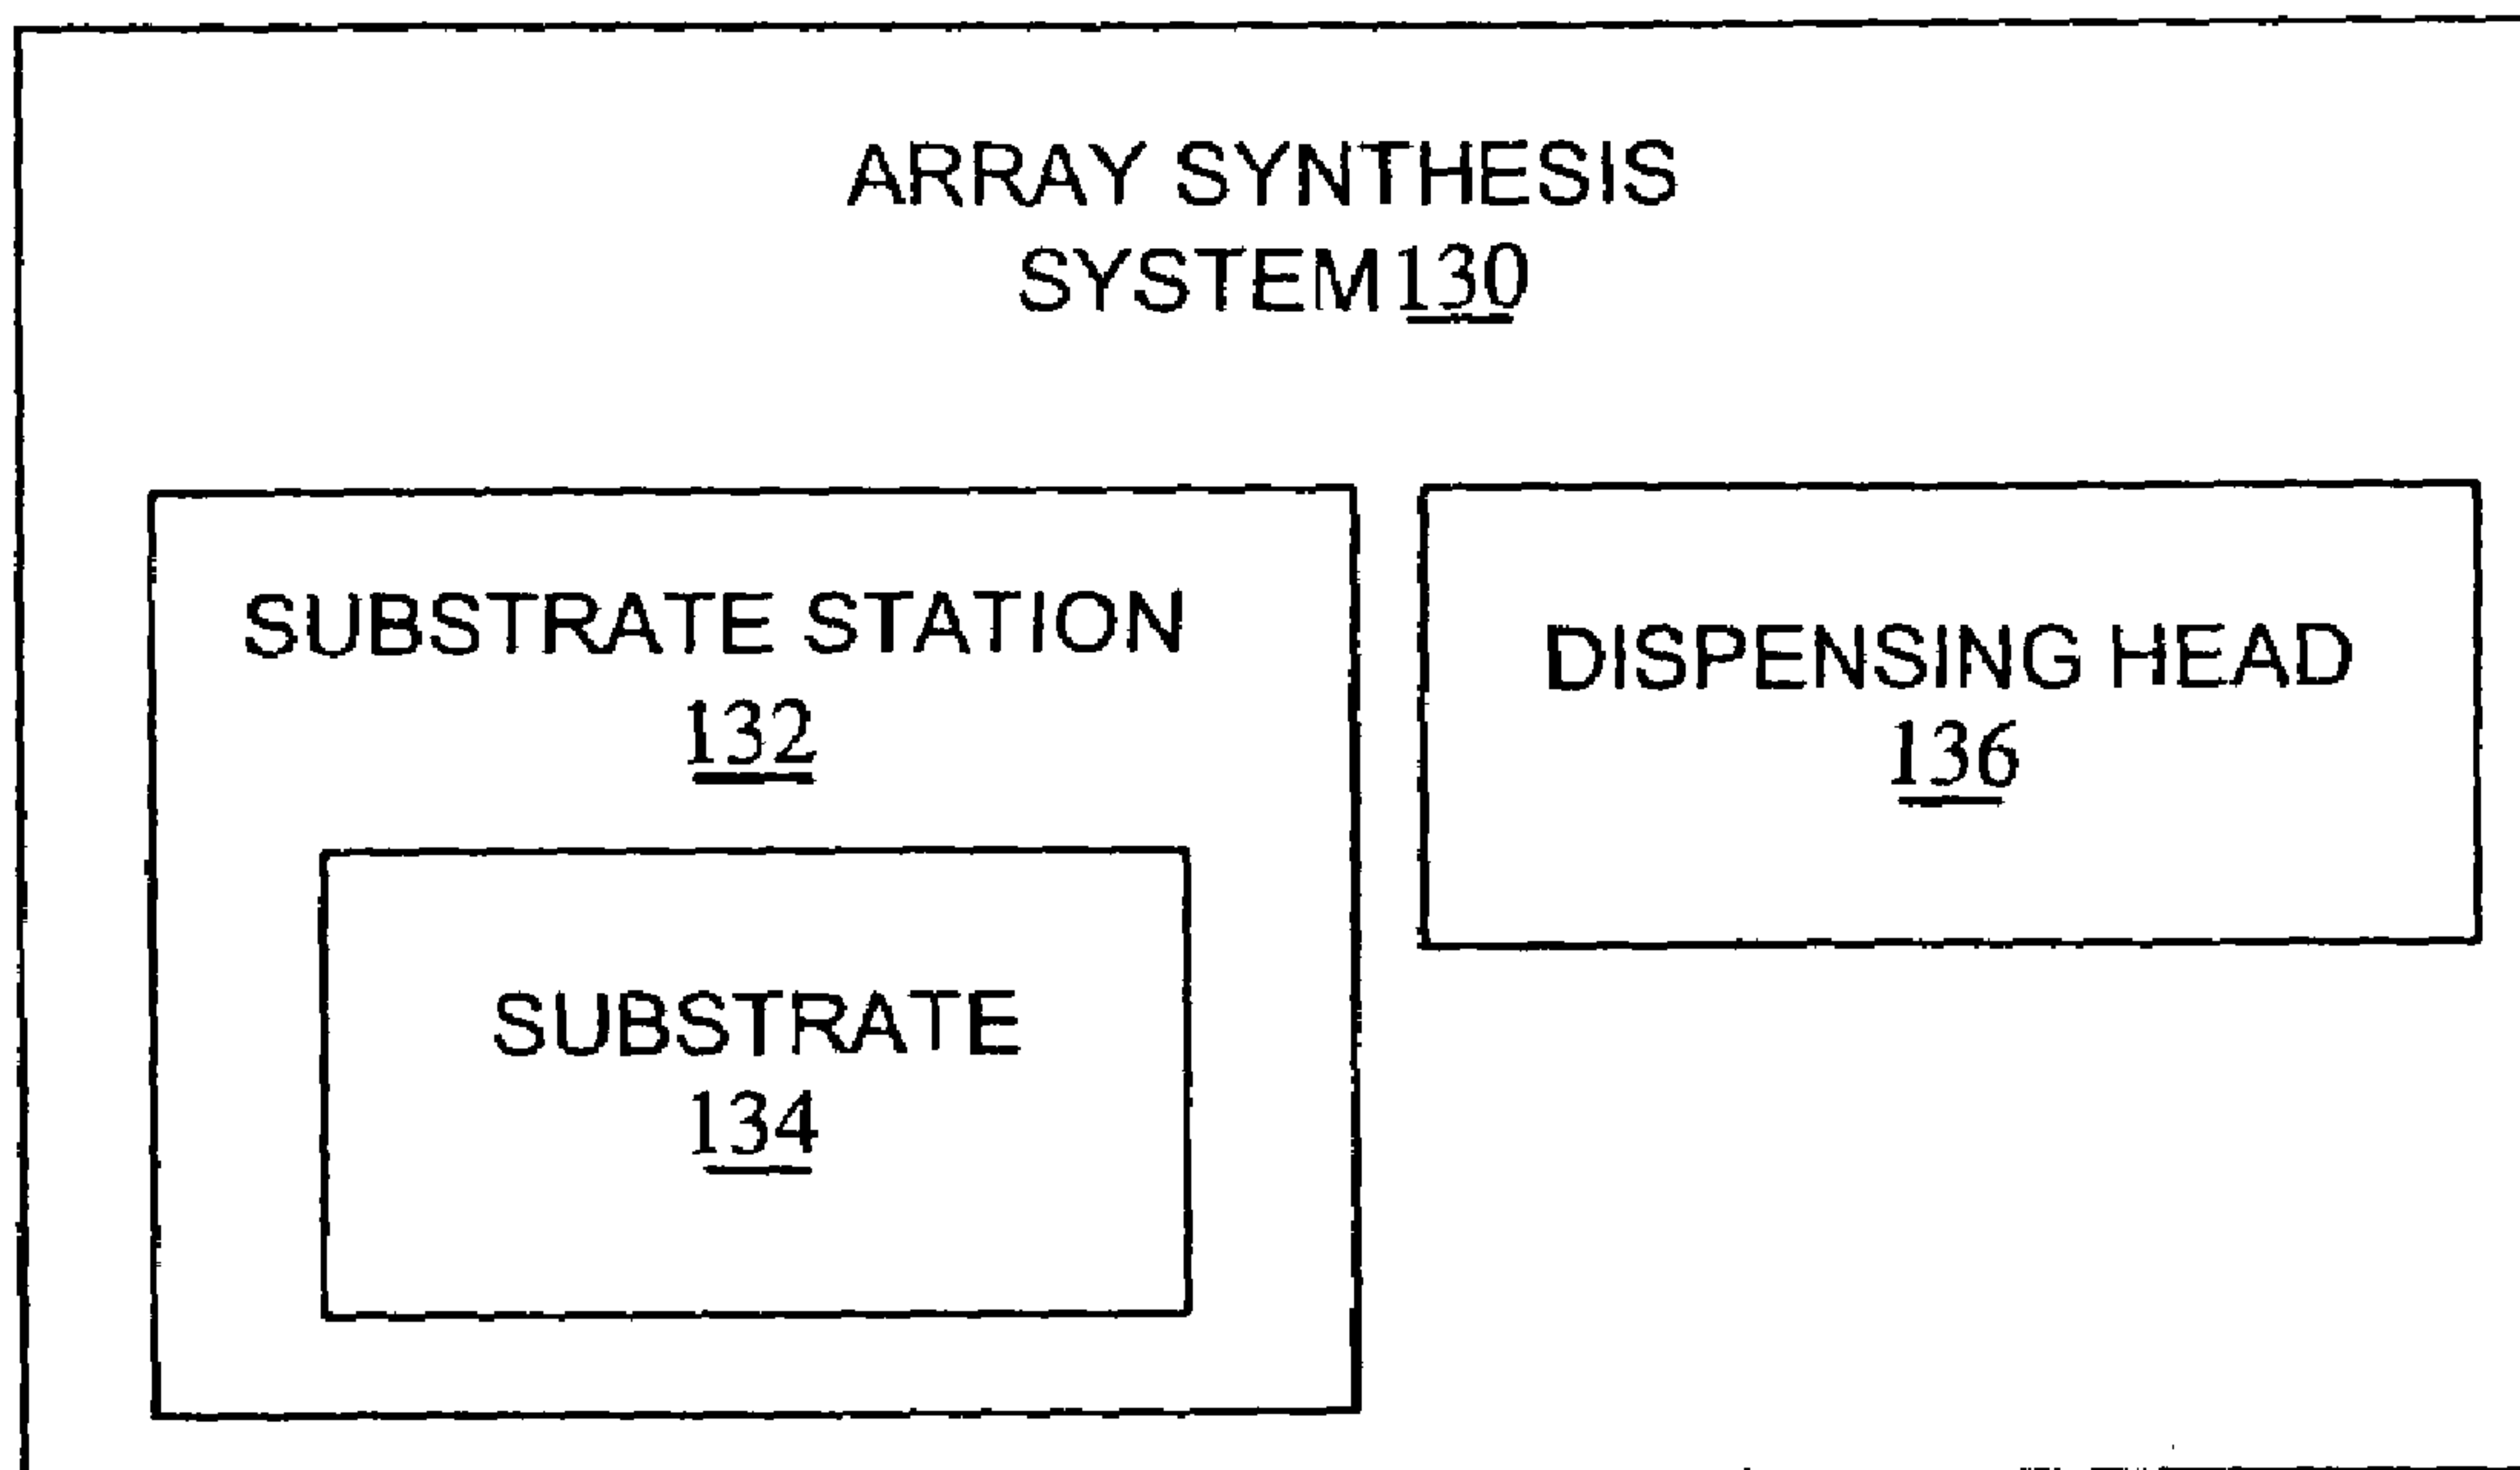 ARRAY SYNTHESIS
SYSTEM 130
SUBSTRATE STATION
132
DISPENSING HEAD
136
SUBSTRATE
134